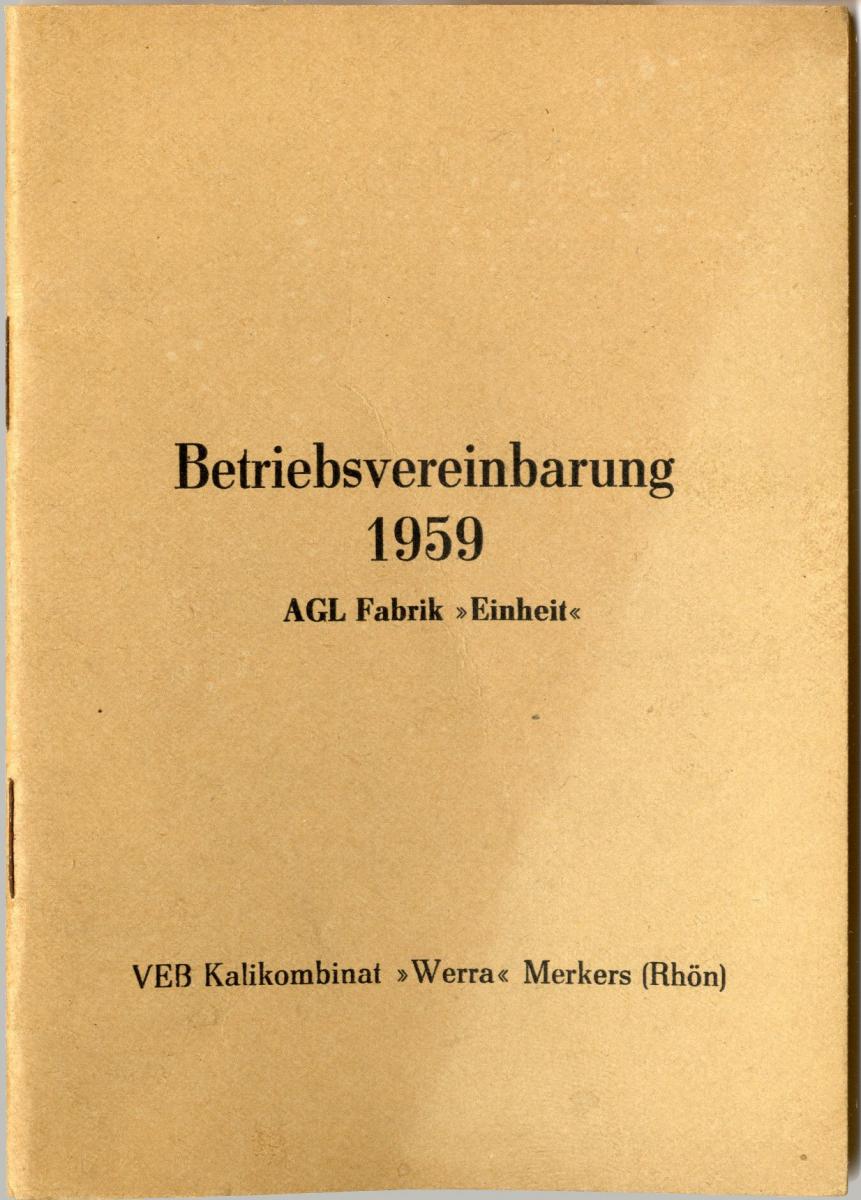 Betriebsvereinbarung
1959
AGL Fabrik »Einheit«
VEB Kalikombinat »Werra« Merkers (Rhön)